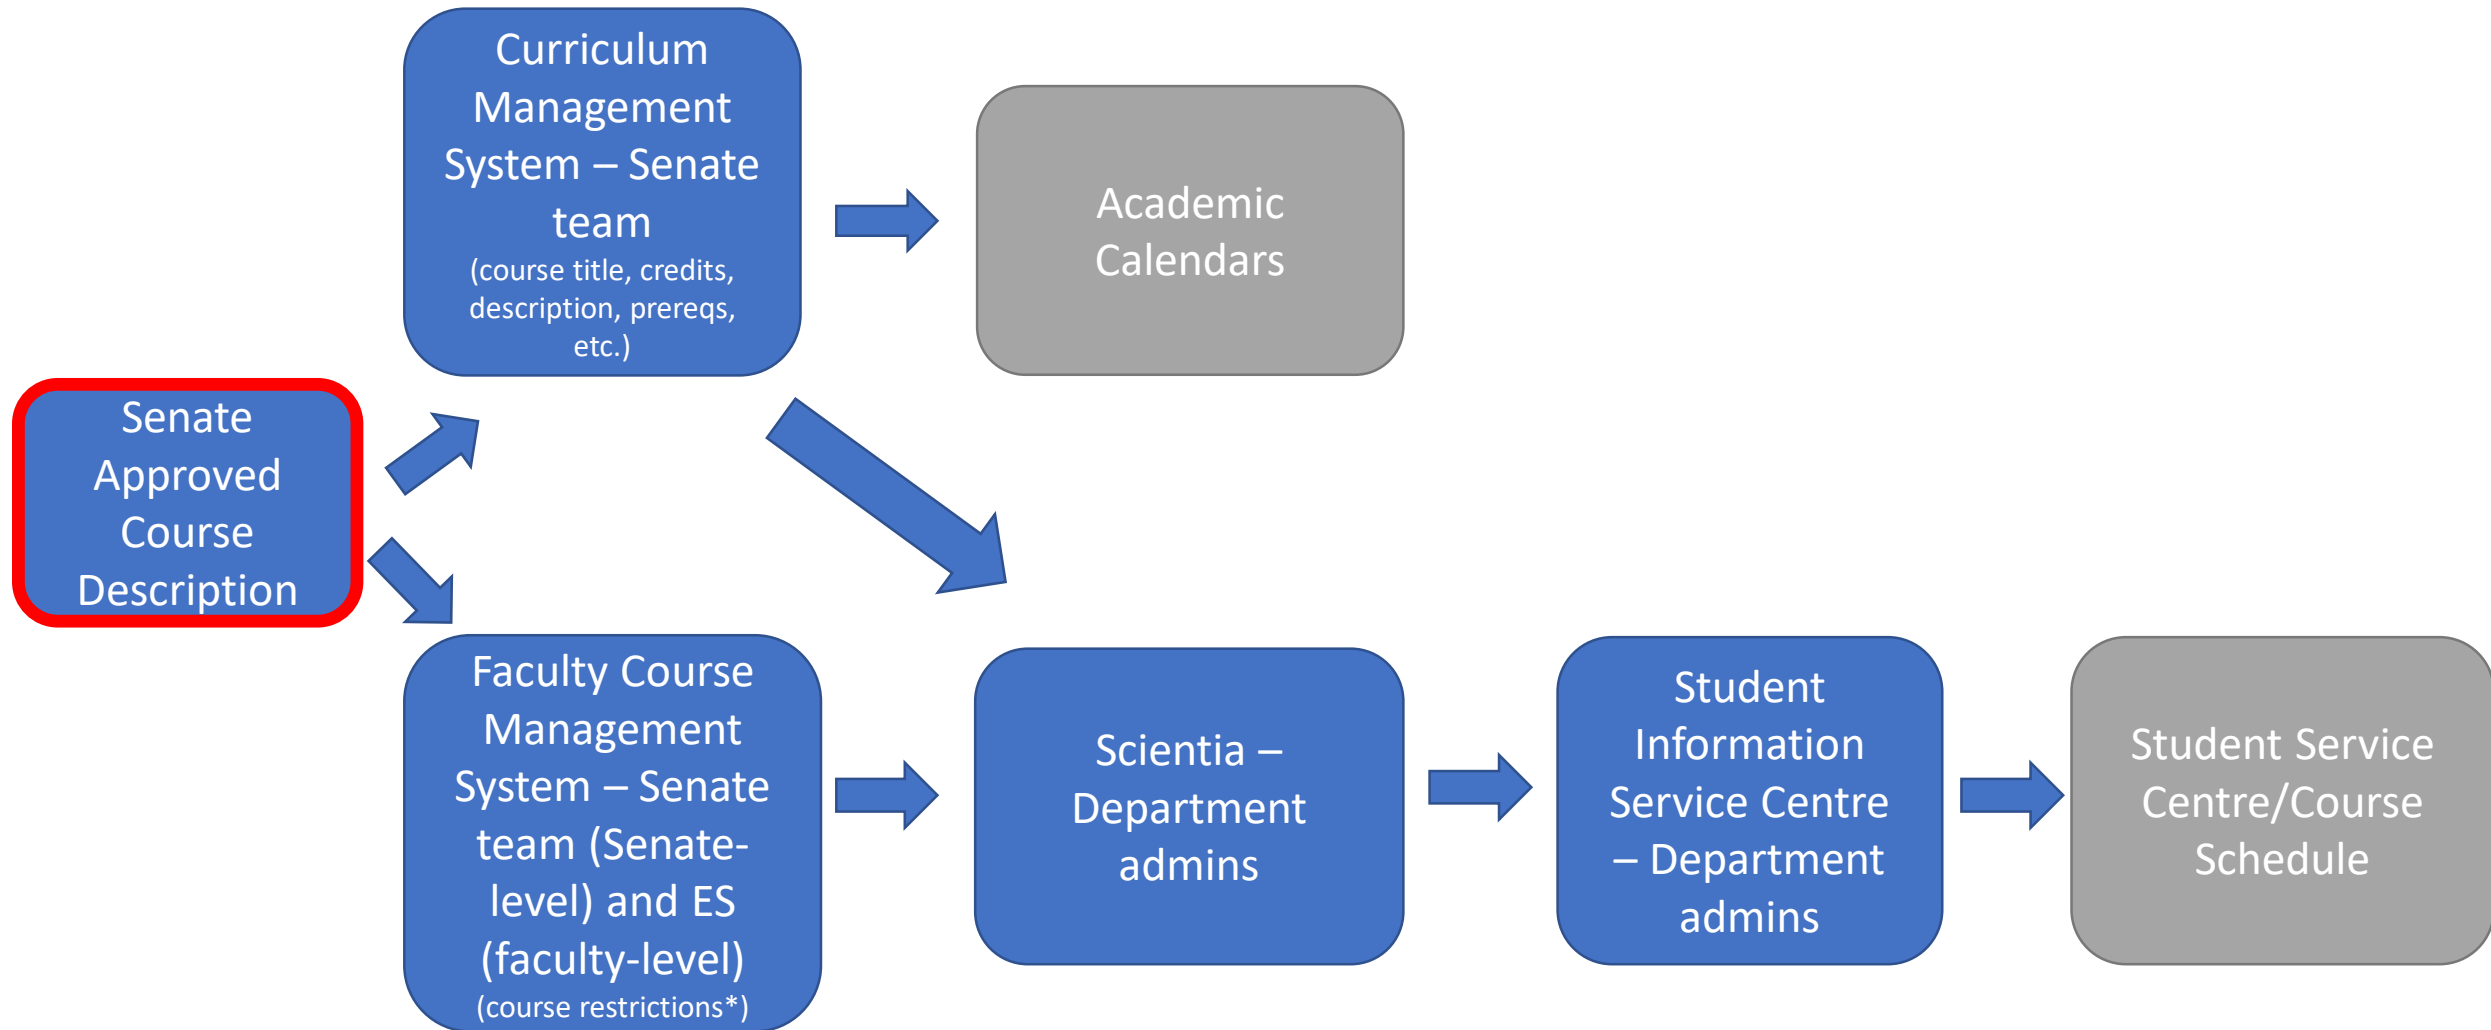 Curriculum
Management
System – Senate
team
(course title, credits,
description, prereqs,
etc.)
Academic
Calendars
Senate
Approved
Course
Description
Faculty Course
Management
System – Senate
team (Senate-
level) and ES
(faculty-level)
(course restrictions*)
Scientia –
Department
admins
Student
Information
Service Centre
– Department
admins
Student Service
Centre/Course
Schedule